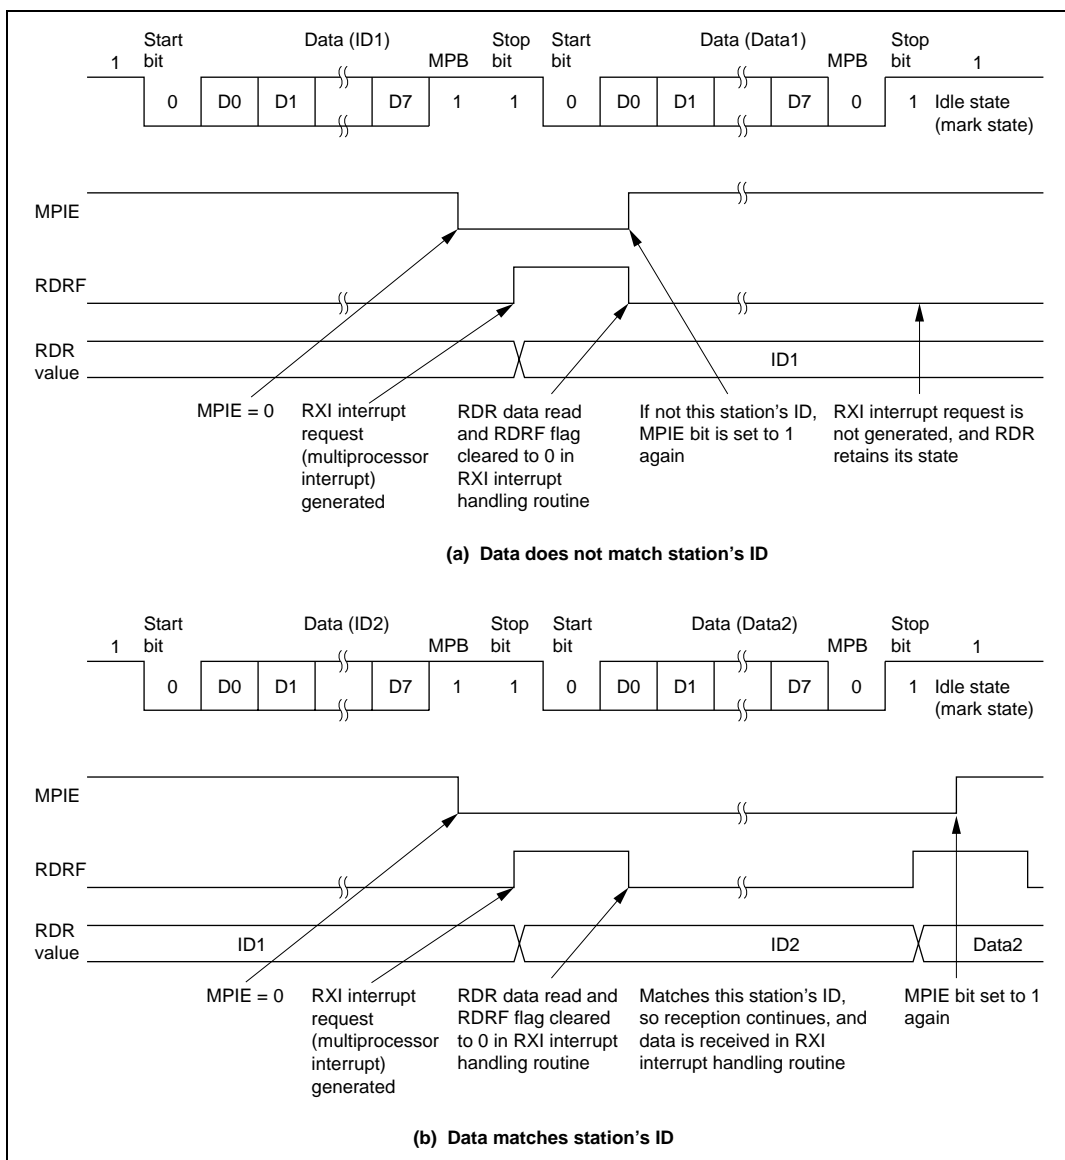 Start bit
Data (ID1)
Stop bit
Start bit
Data (Data1)
Stop bit
1
MPB
MPB
1
0 D0 D1 D7 1 1 0 D0 D1 D7 0 1
Idle state (mark state)
MPIE
RDRF
RDR value
ID1
MPIE = 0
RXI interrupt
request
(multiprocessor
interrupt)
generated
RDR data read
and RDRF flag
cleared to 0 in
RXI interrupt
handling routine
If not this station's ID,
MPIE bit is set to 1
again
RXI interrupt request is
not generated, and RDR
retains its state
(a) Data does not match station's ID
Start bit
Data (ID2)
Stop bit
Start bit
Data (Data2)
Stop bit
1
MPB
MPB
1
0 D0 D1 D7 1 1 0 D0 D1 D7 0 1
Idle state (mark state)
MPIE
RDRF
RDR value
ID1
ID2
Data2
MPIE = 0
RXI interrupt
request
(multiprocessor
interrupt)
generated
RDR data read and
RDRF flag cleared
to 0 in RXI interrupt
handling routine
Matches this station's ID,
so reception continues, and
data is received in RXI
interrupt handling routine
MPIE bit set to 1
again
(b) Data matches station's ID